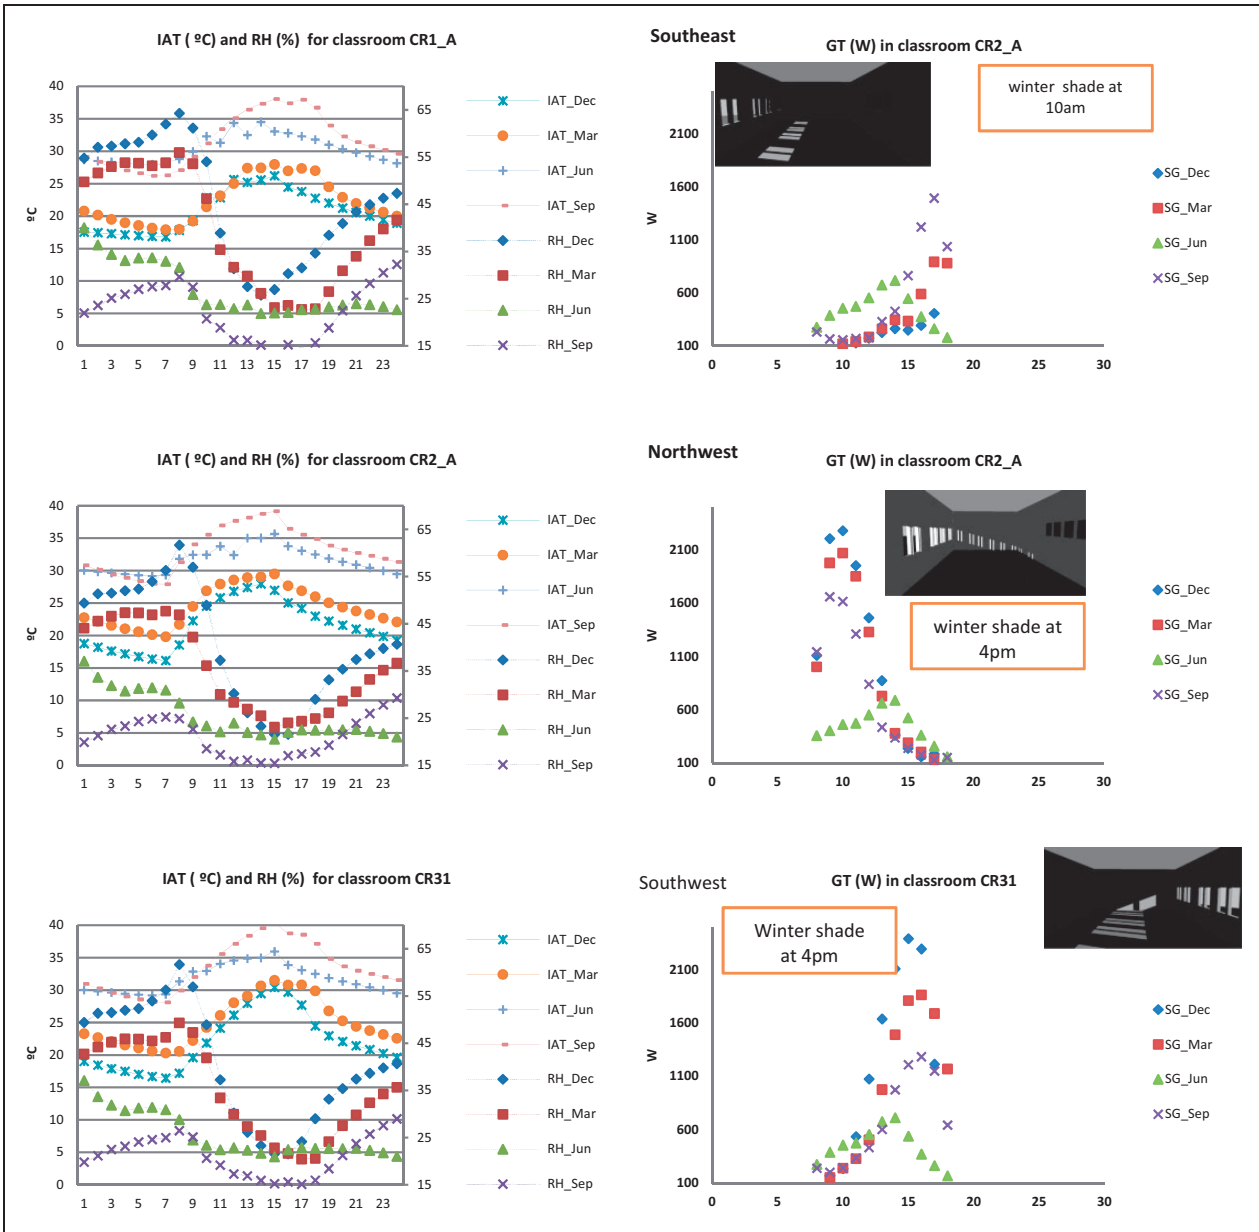 IAT ( ºC) and RH (%)  for classroom CR1_A
40
35
30
25
20
15
10
5
0
ºC
65
55
45
35
25
15
1 3 5 7 9 11 13 15 17 19 21 23
IAT_Dec
IAT_Mar
IAT_Jun
IAT_Sep
RH_Dec
RH_Mar
RH_Jun
RH_Sep
Southeast
GT (W) in classroom CR2_A
winter shade at
10am
2100
1600
1100
600
100
W
0 5 10 15 20 25 30
SG_Dec
SG_Mar
SG_Jun
SG_Sep
IAT ( ºC) and RH (%)  for classroom CR2_A
40
35
30
25
20
15
10
5
0
ºC
65
55
45
35
25
15
1 3 5 7 9 11 13 15 17 19 21 23
IAT_Dec
IAT_Mar
IAT_Jun
IAT_Sep
RH_Dec
RH_Mar
RH_Jun
RH_Sep
Northwest
GT (W) in classroom CR2_A
winter shade at
4pm
2100
1600
1100
600
100
W
0 5 10 15 20 25 30
SG_Dec
SG_Mar
SG_Jun
SG_Sep
IAT ( ºC) and RH (%)  for classroom CR31
40
35
30
25
20
15
10
5
0
ºC
65
55
45
35
25
15
1 3 5 7 9 11 13 15 17 19 21 23
IAT_Dec
IAT_Mar
IAT_Jun
IAT_Sep
RH_Dec
RH_Mar
RH_Jun
RH_Sep
Southwest
GT (W) in classroom CR31
Winter shade
at 4pm
2100
1600
1100
600
100
W
0 5 10 15 20 25 30
SG_Dec
SG_Mar
SG_Jun
SG_Sep